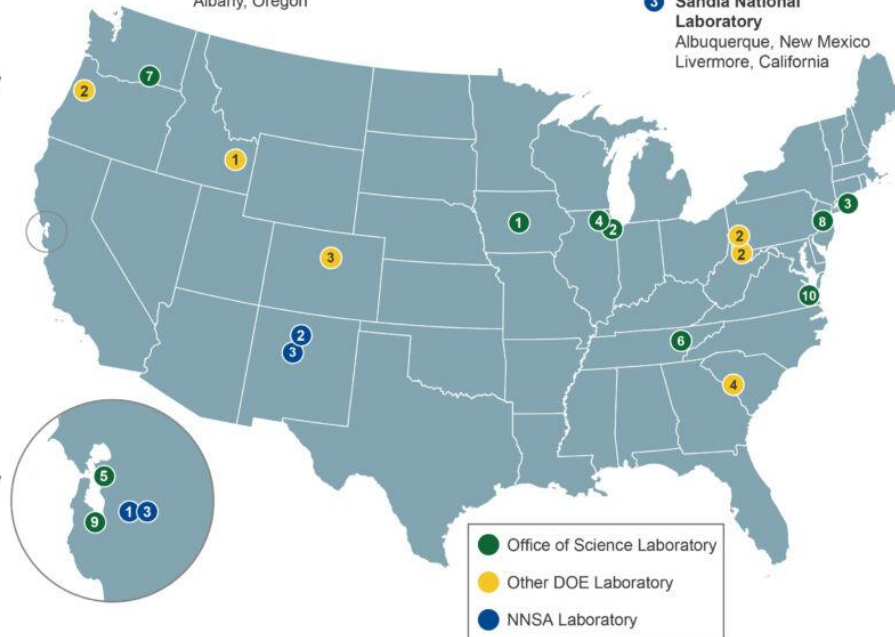 Albany, Oregon
3 Sandia National
Laboratory
Albuquerque, New Mexico
Livermore, California
7
2
1
3
1
4
2
2
2
8
3
10
6
4
2
3
5
1
3
9
Office of Science Laboratory
Other DOE Laboratory
NNSA Laboratory